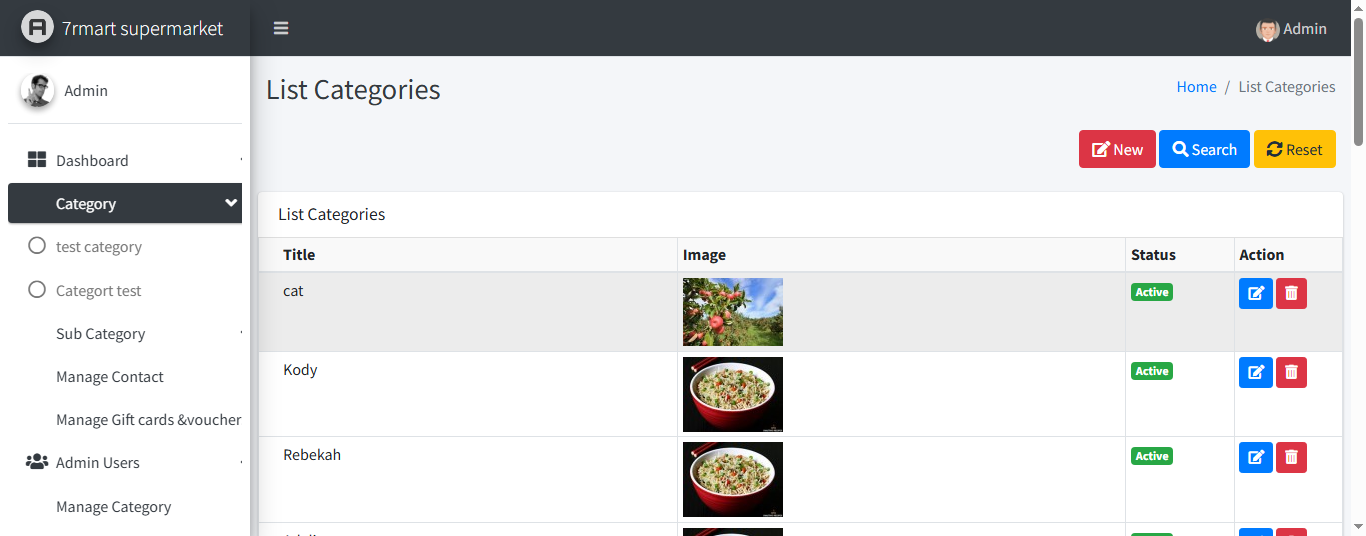 7rmart supermarket
Admin
Admin
List Categories
Home / List Categories
New Search Reset
Dashboard
Category
test category
Categort test
Sub Category
Manage Contact
Manage Gift cards &voucher
Admin Users
Manage Category
List Categories
Title Image Status Action
cat Active
Kody Active
Rebekah Active